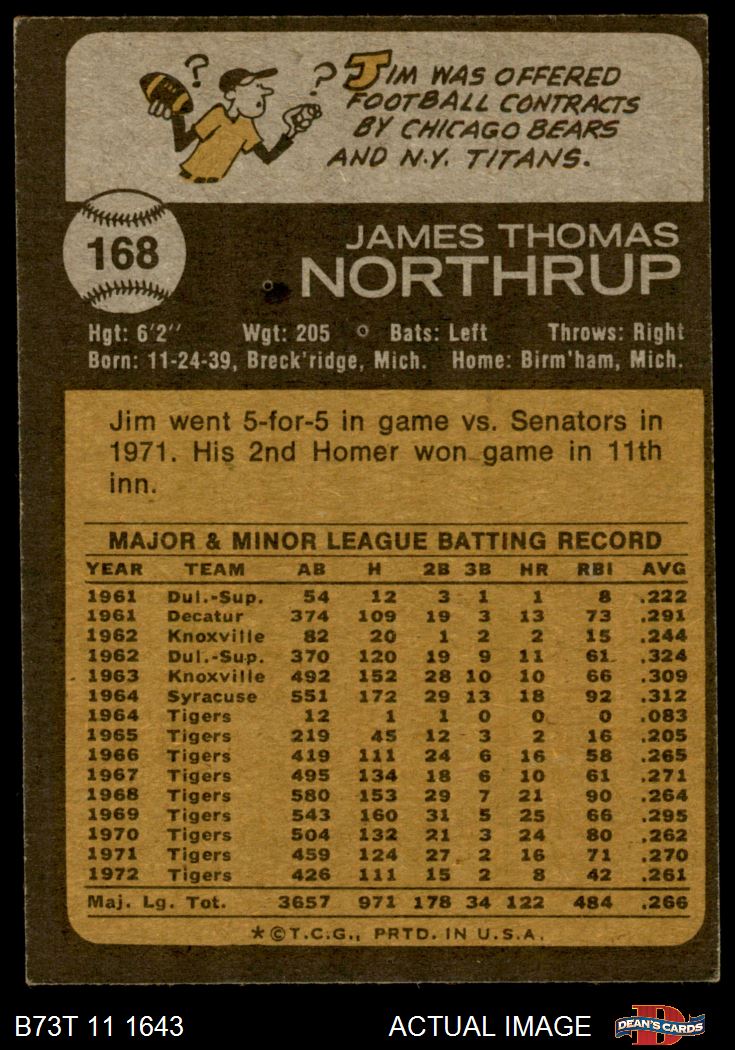 ? ?
JIM WAS OFFERED
FOOTBALL CONTRACTS
BY CHICAGO BEARS
AND N.Y. TITANS.
168
JAMES THOMAS
NORTHRUP
Hgt: 6'2" Wgt: 205 Bats: Left Throws: Right
Born: 11-24-39, Breck'ridge, Mich. Home: Birm'ham, Mich.
Jim went 5-for-5 in game vs. Senators in
1971. His 2nd Homer won game in 11th
inn.
MAJOR & MINOR LEAGUE BATTING RECORD
YEAR TEAM AB H 2B 3B HR RBI AVG
1961 Dul.-Sup. 54 12 3 1 1 8 .222
1961 Decatur 374 109 19 3 13 73 .291
1962 Knoxville 82 20 1 2 2 15 .244
1962 Dul.-Sup. 370 120 19 9 11 61 .324
1963 Knoxville 492 152 28 10 10 66 .309
1964 Syracuse 551 172 29 13 18 92 .312
1964 Tigers 12 1 1 0 0 0 .083
1965 Tigers 219 45 12 3 2 16 .205
1966 Tigers 419 111 24 6 16 58 .265
1967 Tigers 495 134 18 6 10 61 .271
1968 Tigers 580 153 29 7 21 90 .264
1969 Tigers 543 160 31 5 25 66 .295
1970 Tigers 504 132 21 3 24 80 .262
1971 Tigers 459 124 27 2 16 71 .270
1972 Tigers 426 111 15 2 8 42 .261
Maj. Lg. Tot. 3657 971 178 34 122 484 .266
*©T.C.G., PRTD. IN U.S.A.
B73T 11 1643 ACTUAL IMAGE D DEAN'S CARDS